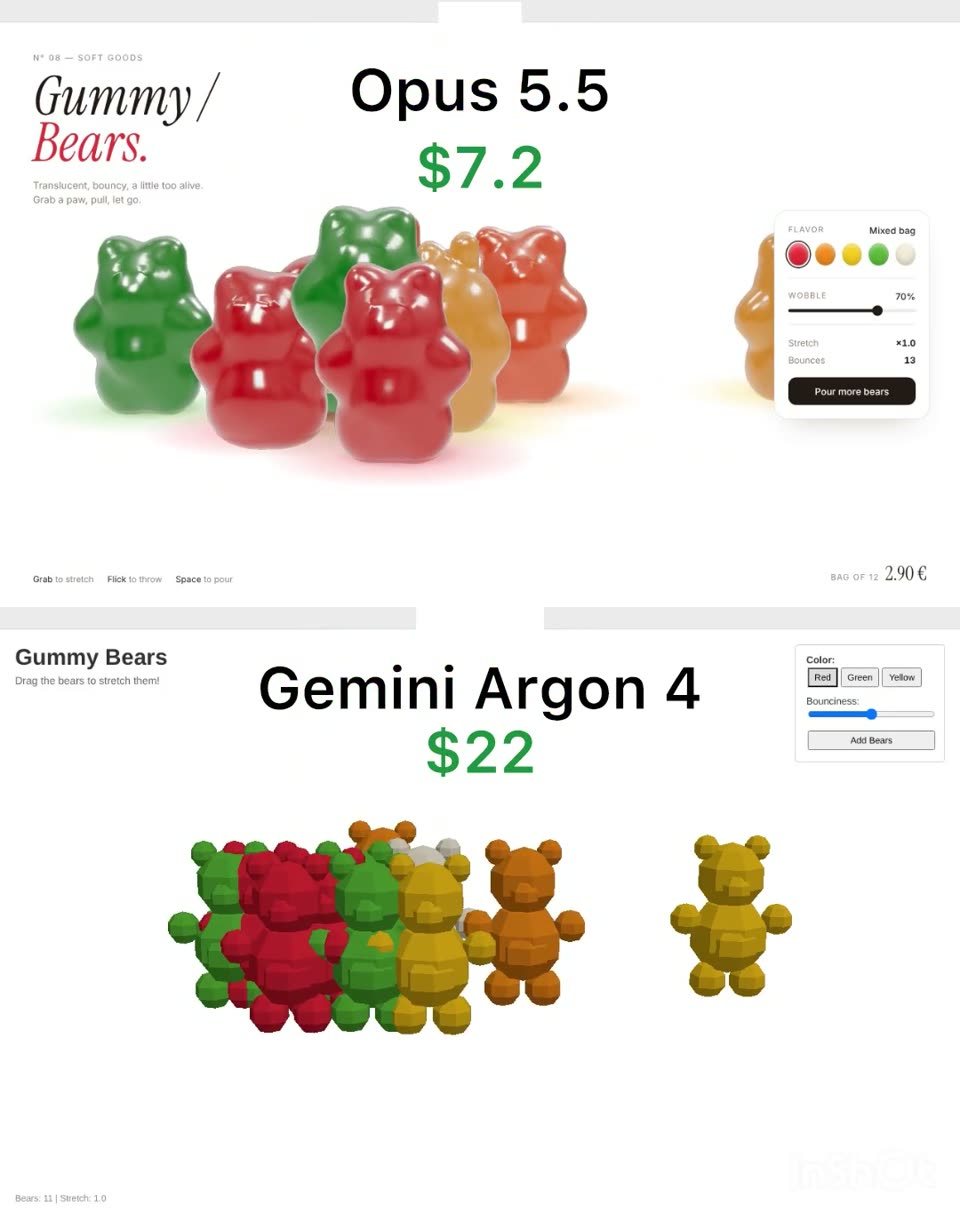 N° 08 — SOFT GOODS
Gummy /
Bears.
Translucent, bouncy, a little too alive.
Grab a paw, pull, let go.
Opus 5.5
$7.2
FLAVOR Mixed bag
WOBBLE 70%
Stretch ×1.0
Bounces 13
Pour more bears
Grab to stretch Flick to throw Space to pour
BAG OF 12 2.90 €
Gummy Bears
Drag the bears to stretch them!
Gemini Argon 4
$22
Color:
Red Green Yellow
Bounciness:
Add Bears
InShOt
Bears: 11 | Stretch: 1.0